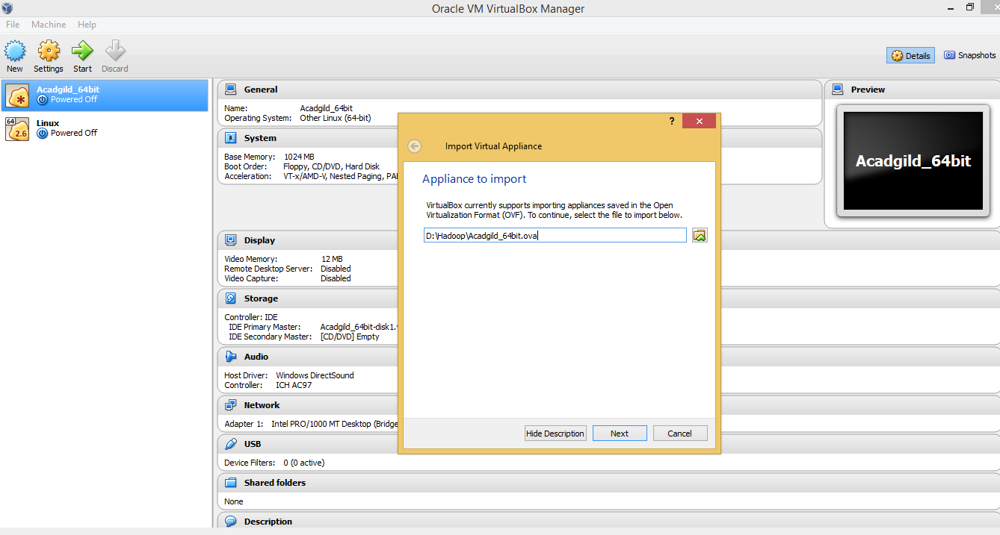 Oracle VM VirtualBox Manager
File Machine Help
New Settings Start Discard
Details Snapshots
Acadgild_64bit
Powered Off
64
2.6
Linux
Powered Off
General
Name: Acadgild_64bit
Operating System: Other Linux (64-bit)
System
Base Memory: 1024 MB
Boot Order: Floppy, CD/DVD, Hard Disk
Acceleration: VT-x/AMD-V, Nested Paging, PA
Preview
Acadgild_64bit
Display
Video Memory: 12 MB
Remote Desktop Server: Disabled
Video Capture: Disabled
Storage
Controller: IDE
IDE Primary Master: Acadgild_64bit-disk1.
IDE Secondary Master: [CD/DVD] Empty
Audio
Host Driver: Windows DirectSound
Controller: ICH AC97
Network
Adapter 1: Intel PRO/1000 MT Desktop (Bridge
USB
Device Filters: 0 (0 active)
Shared folders
None
Description
?
Import Virtual Appliance
Appliance to import
VirtualBox currently supports importing appliances saved in the Open
Virtualization Format (OVF). To continue, select the file to import below.
D:\Hadoop\Acadgild_64bit.ova
Hide Description Next Cancel